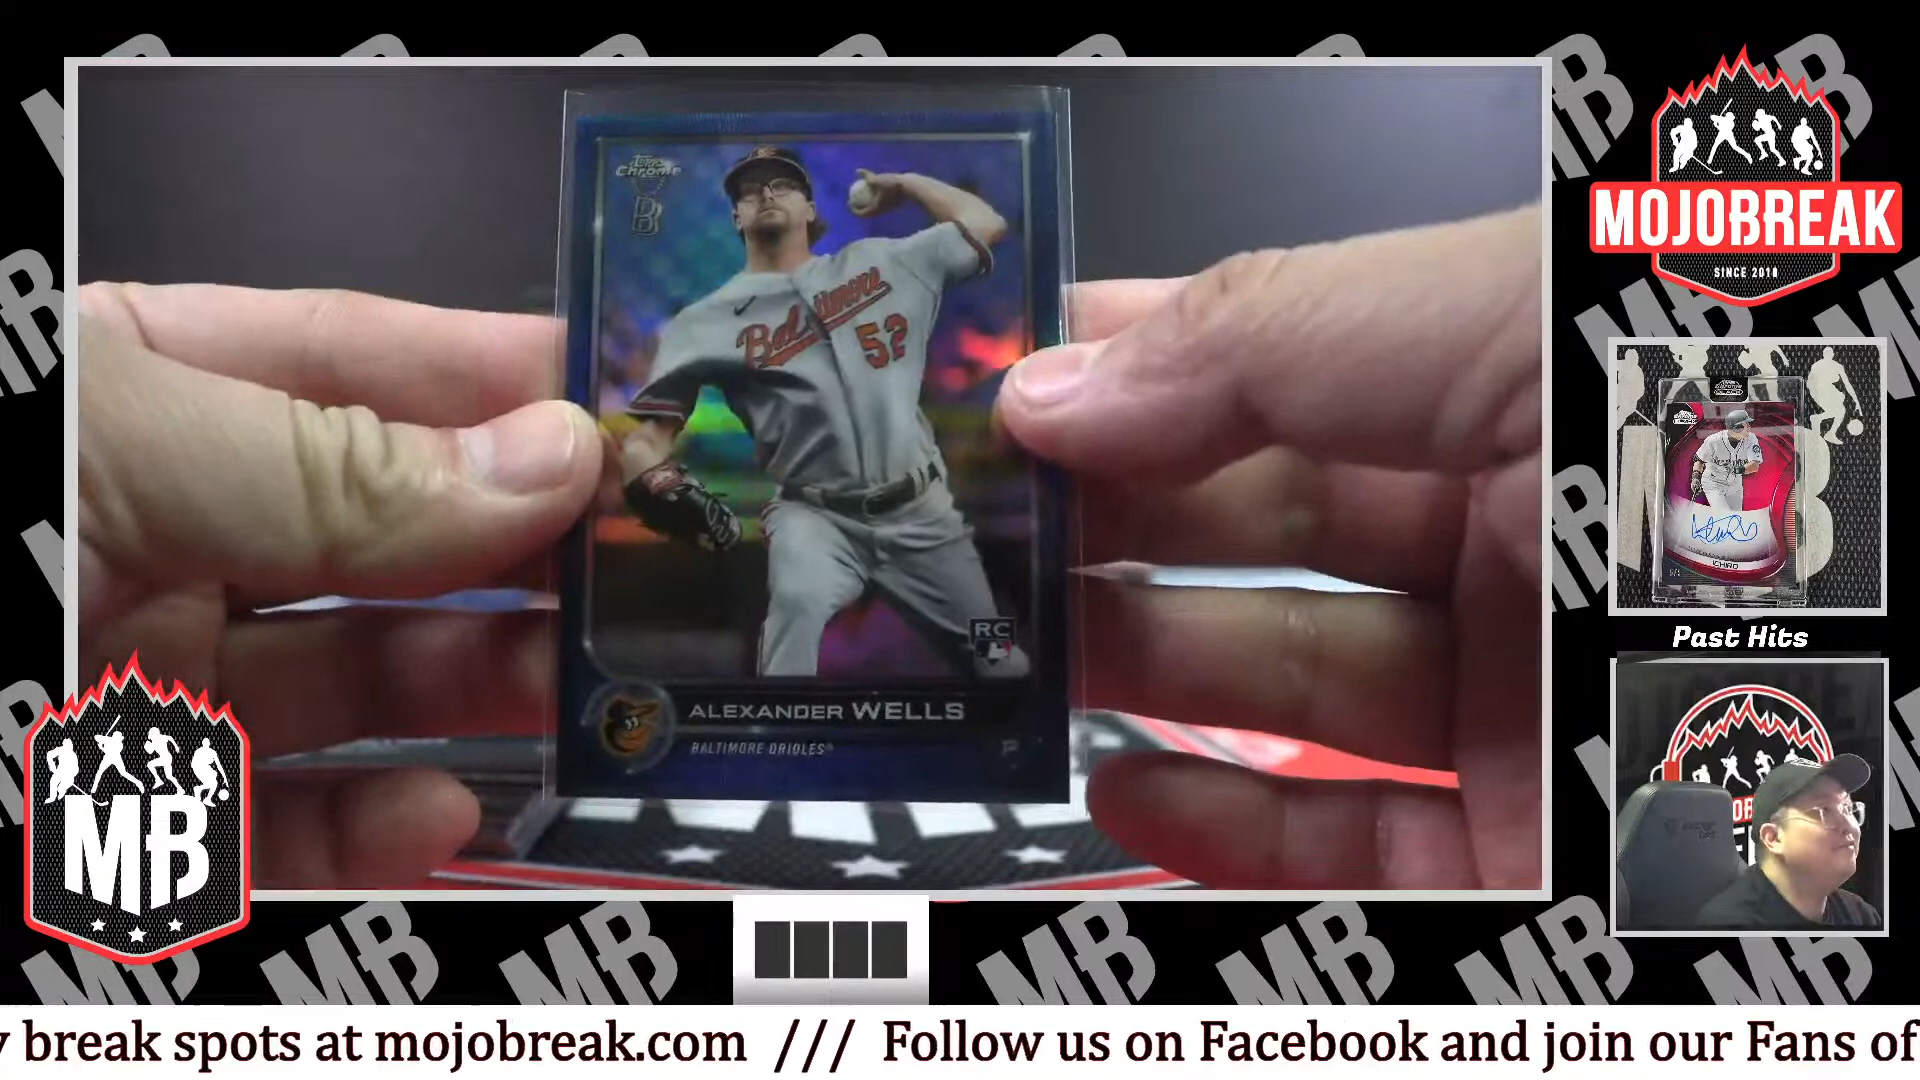 Topps
Chrome
B
Baltimore
52
RC
ALEXANDER WELLS
BALTIMORE ORIOLES®
P
MB
MOJOBREAK
SINCE 2010
ICHIRO
Past Hits
break spots at mojobreak.com /// Follow us on Facebook and join our Fans of